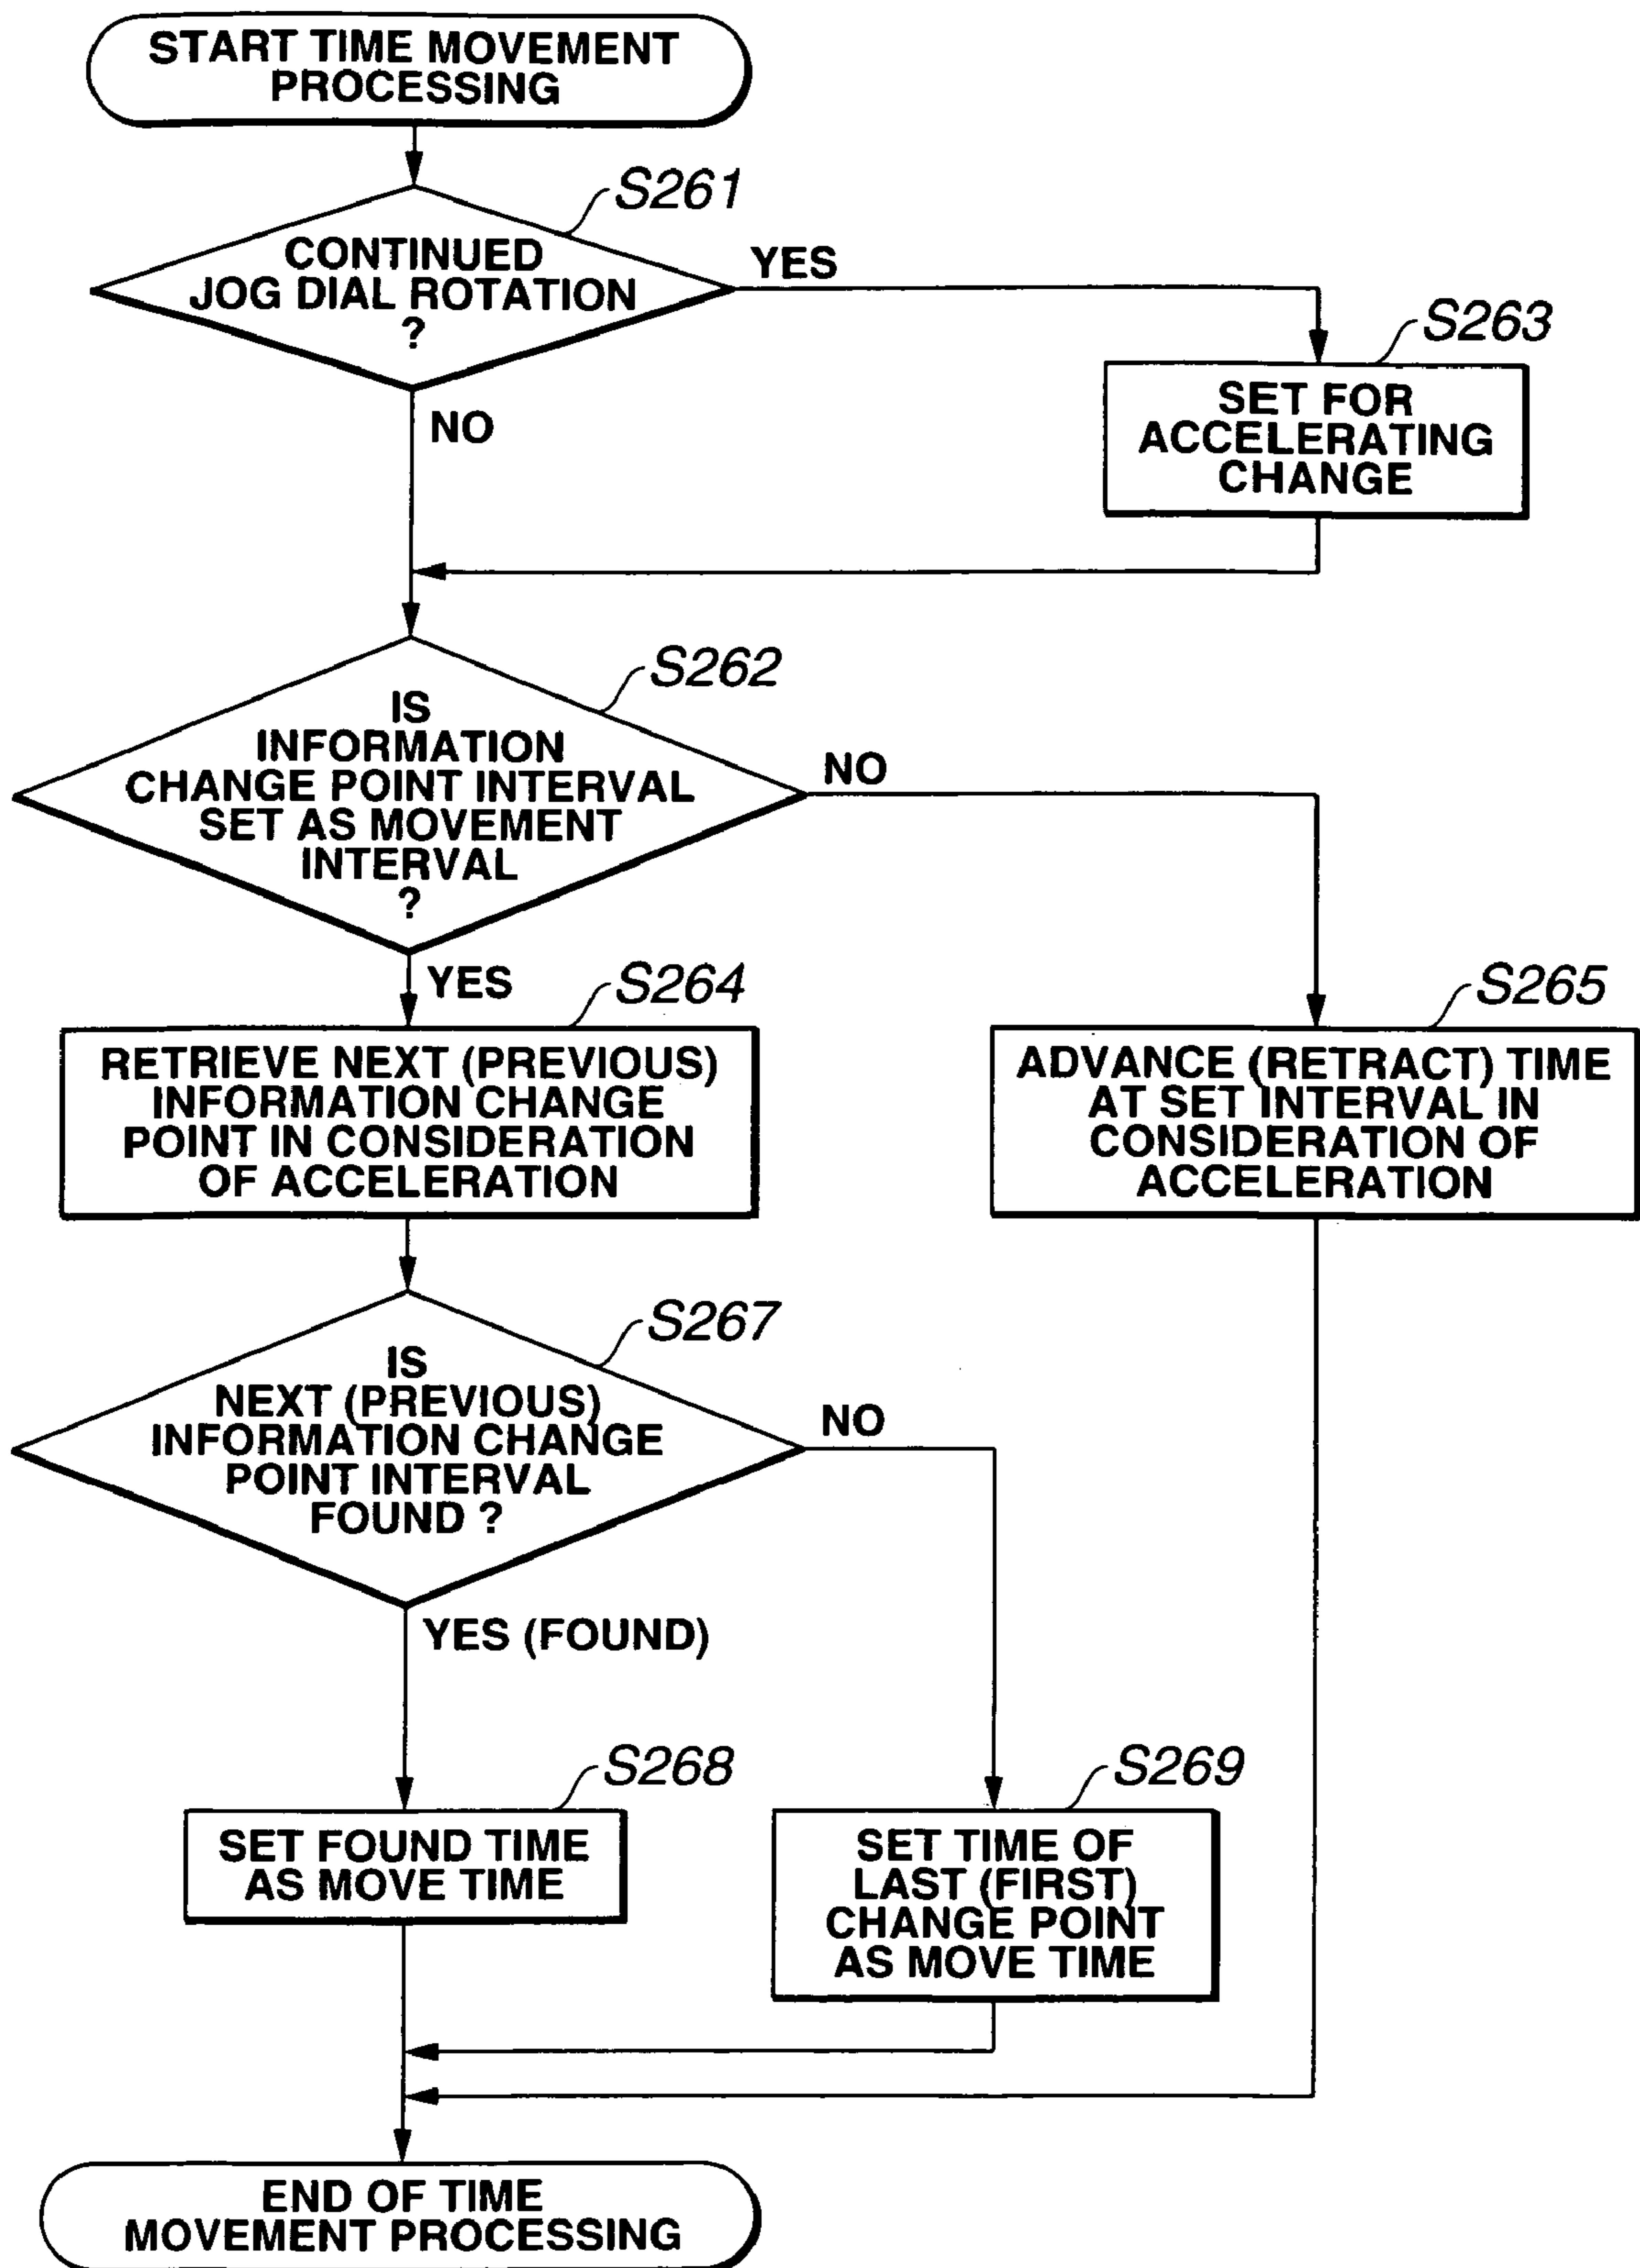 START TIME MOVEMENT
PROCESSING
S261
CONTINUED
JOG DIAL ROTATION
?
YES
NO
S263
SET FOR
ACCELERATING
CHANGE
S262
IS
INFORMATION
CHANGE POINT INTERVAL
SET AS MOVEMENT
INTERVAL
?
NO
YES
S264
RETRIEVE NEXT (PREVIOUS)
INFORMATION CHANGE
POINT IN CONSIDERATION
OF ACCELERATION
S265
ADVANCE (RETRACT) TIME
AT SET INTERVAL IN
CONSIDERATION OF
ACCELERATION
S267
IS
NEXT (PREVIOUS)
INFORMATION CHANGE
POINT INTERVAL
FOUND ?
NO
YES (FOUND)
S268
SET FOUND TIME
AS MOVE TIME
S269
SET TIME OF
LAST (FIRST)
CHANGE POINT
AS MOVE TIME
END OF TIME
MOVEMENT PROCESSING